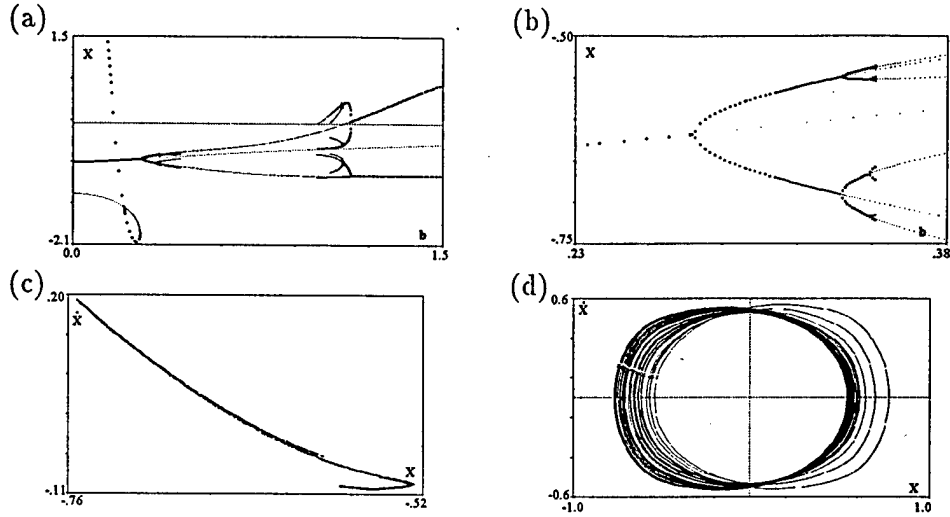 (a)
1.5
X
-2.1
0.0
b
1.5
(b)
-.50
X
-.75
.23
b
.38
(c)
.20
ẋ
-.11
-.76
X
-.52
(d)
0.6
ẋ
-0.6
-1.0
X
1.0